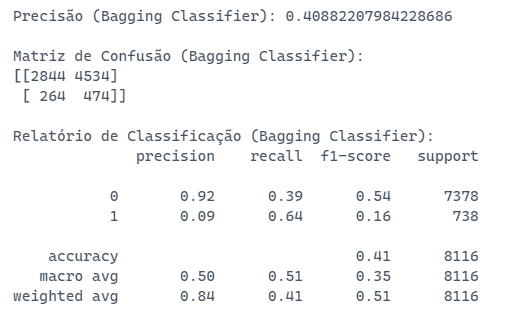 Precisão (Bagging Classifier): 0.40882207984228686
Matriz de Confusão (Bagging Classifier):
[[2844 4534]
[ 264 474]]
Relatório de Classificação (Bagging Classifier):
precision recall f1-score support
0 0.92 0.39 0.54 7378
1 0.09 0.64 0.16 738
accuracy 0.41 8116
macro avg 0.50 0.51 0.35 8116
weighted avg 0.84 0.41 0.51 8116